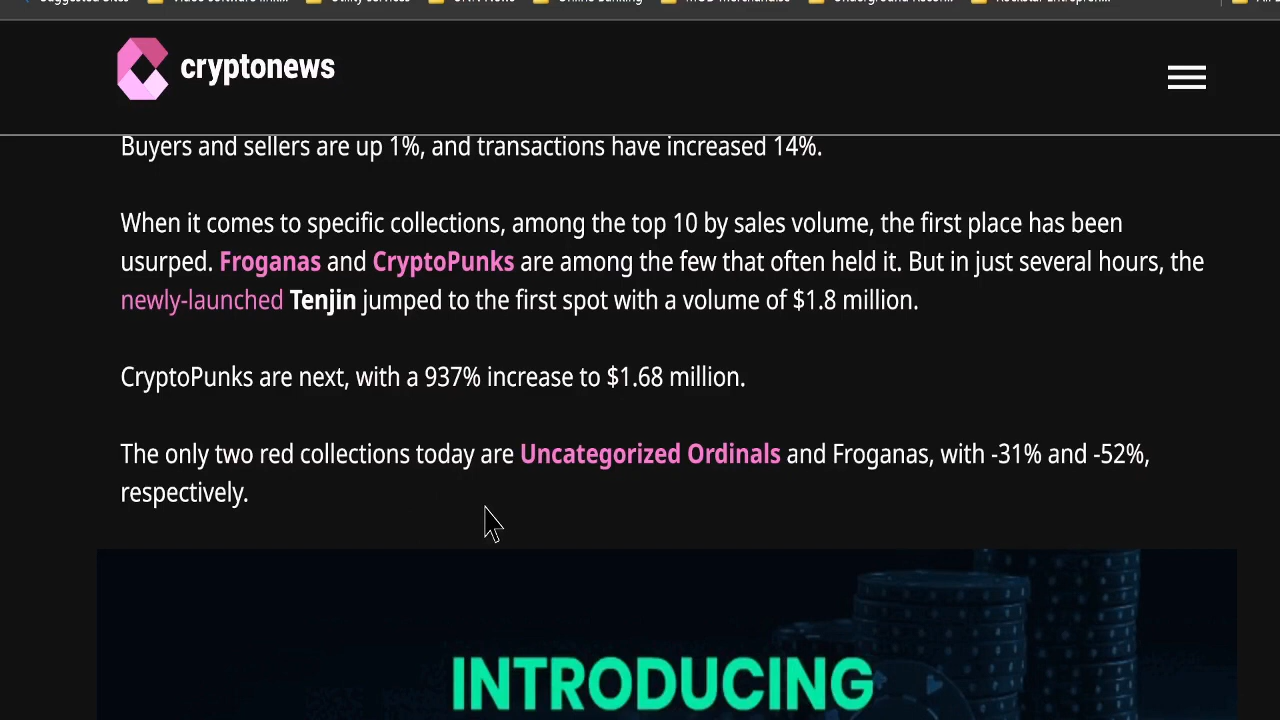 cryptonews
Buyers and sellers are up 1%, and transactions have increased 14%.
When it comes to specific collections, among the top 10 by sales volume, the first place has been
usurped. Froganas and CryptoPunks are among the few that often held it. But in just several hours, the
newly-launched Tenjin jumped to the first spot with a volume of $1.8 million.
CryptoPunks are next, with a 937% increase to $1.68 million.
The only two red collections today are Uncategorized Ordinals and Froganas, with -31% and -52%,
respectively.
INTRODUCING